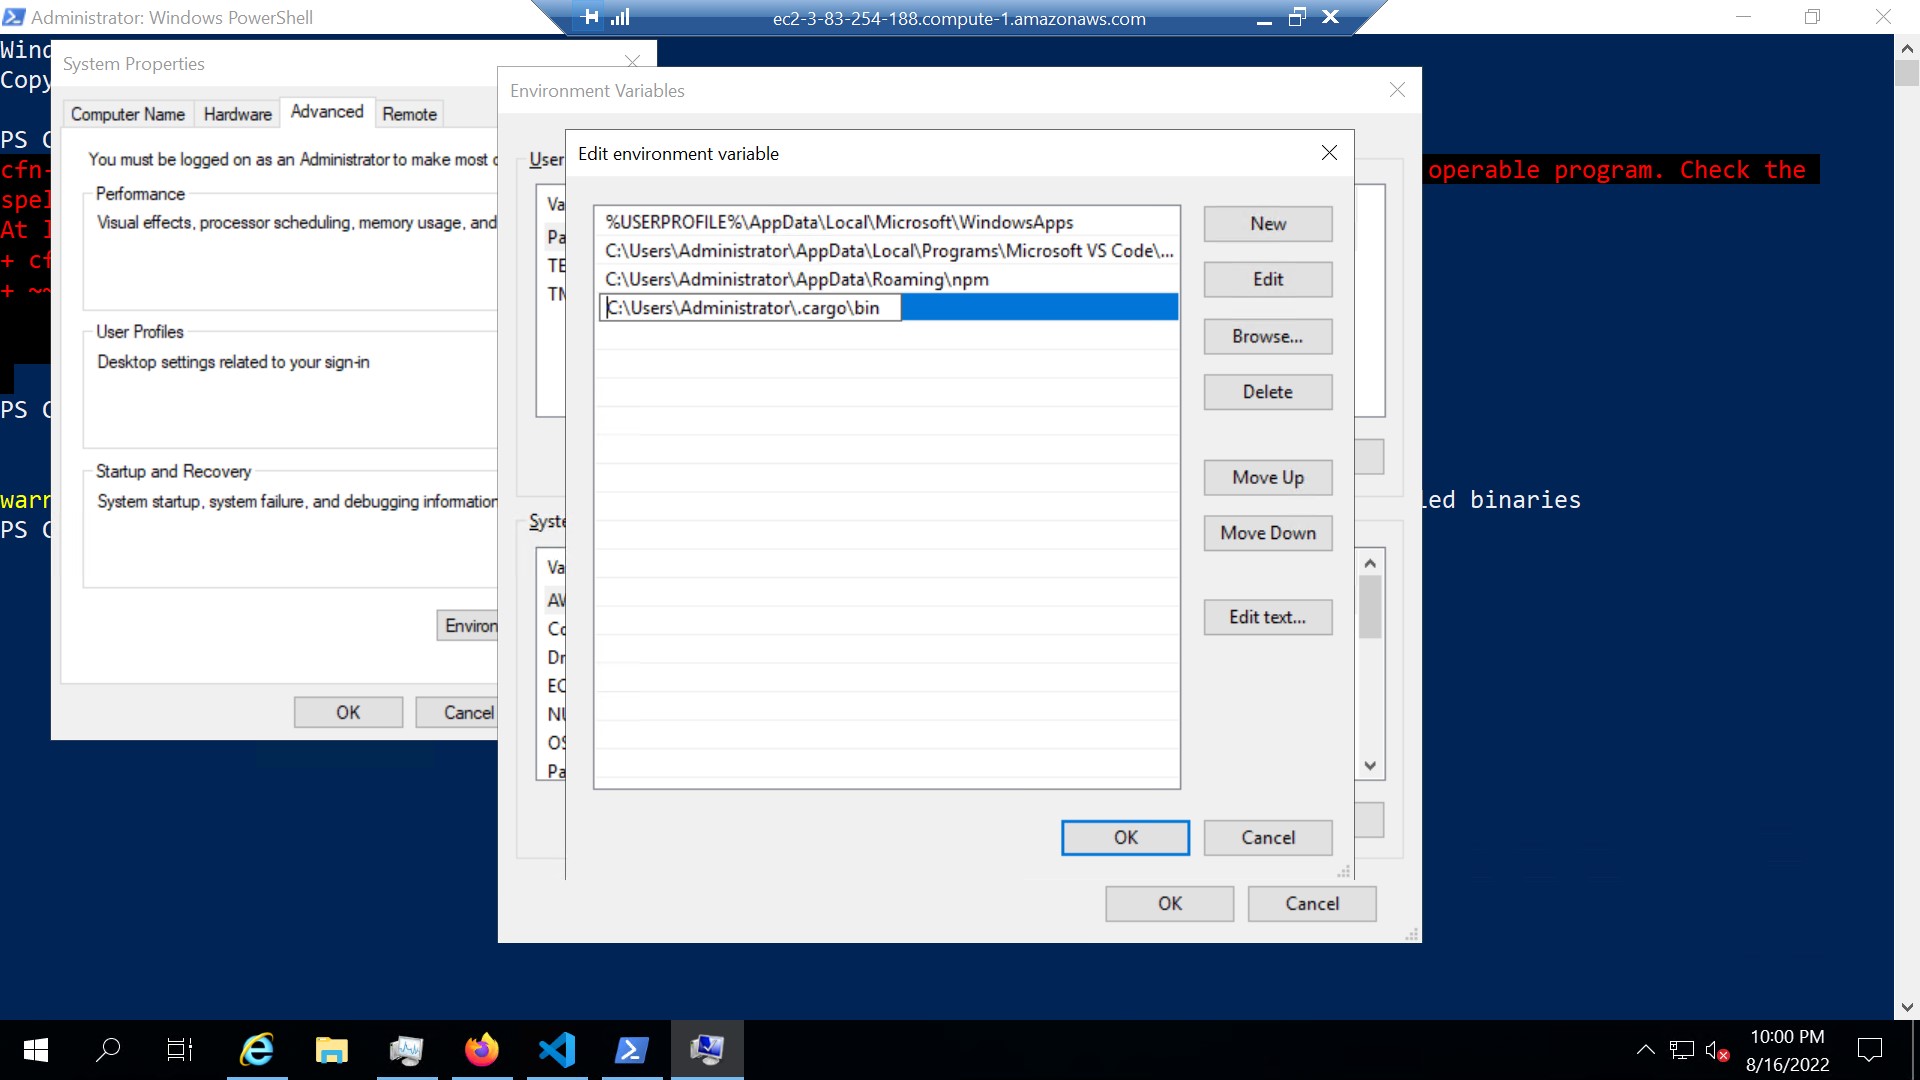 Administrator: Windows PowerShell
ec2-3-83-254-188.compute-1.amazonaws.com
System Properties
Computer Name
Hardware
Advanced
Remote
You must be logged on as an Administrator to make most
Performance
Visual effects, processor scheduling, memory usage, and
User Profiles
Desktop settings related to your sign-in
Startup and Recovery
System startup, system failure, and debugging information
Environ
OK
Cancel
Environment Variables
User
Va
Pa
TE
Syste
Va
Co
Dr
EC
OS
Pa
Edit environment variable
%USERPROFILE%\AppData\Local\Microsoft\WindowsApps
C:\Users\Administrator\AppData\Local\Programs\Microsoft VS Code\...
C:\Users\Administrator\AppData\Roaming\npm
C:\Users\Administrator\.cargo\bin
New
Edit
Browse...
Delete
Move Up
Move Down
Edit text...
OK
Cancel
OK
Cancel
Wind
Copy
PS C
cfn- operable program. Check the
spel
At l
+ cf
+ ~~
PS C
warn led binaries
PS C
10:00 PM
8/16/2022